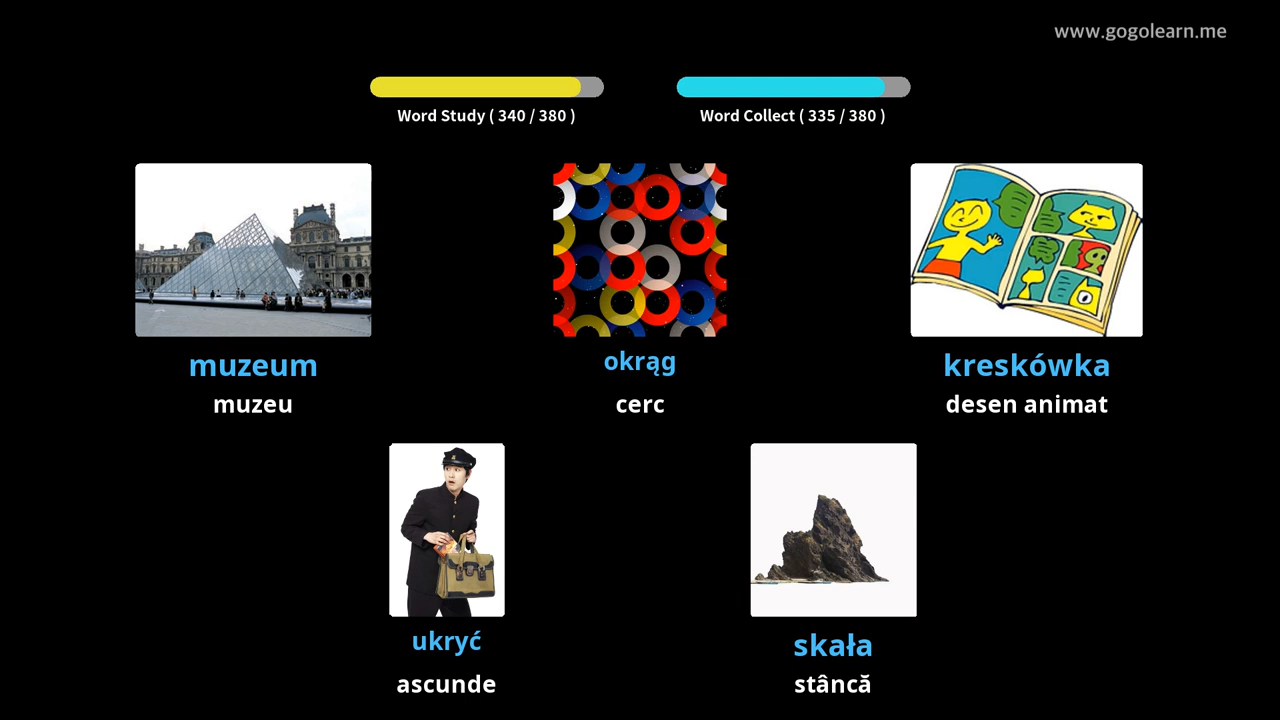 www.gogolearn.me
Word Study ( 340 / 380 )
Word Collect ( 335 / 380 )
muzeum
okrąg
kreskówka
muzeu
cerc
desen animat
ukryć
skała
ascunde
stâncă